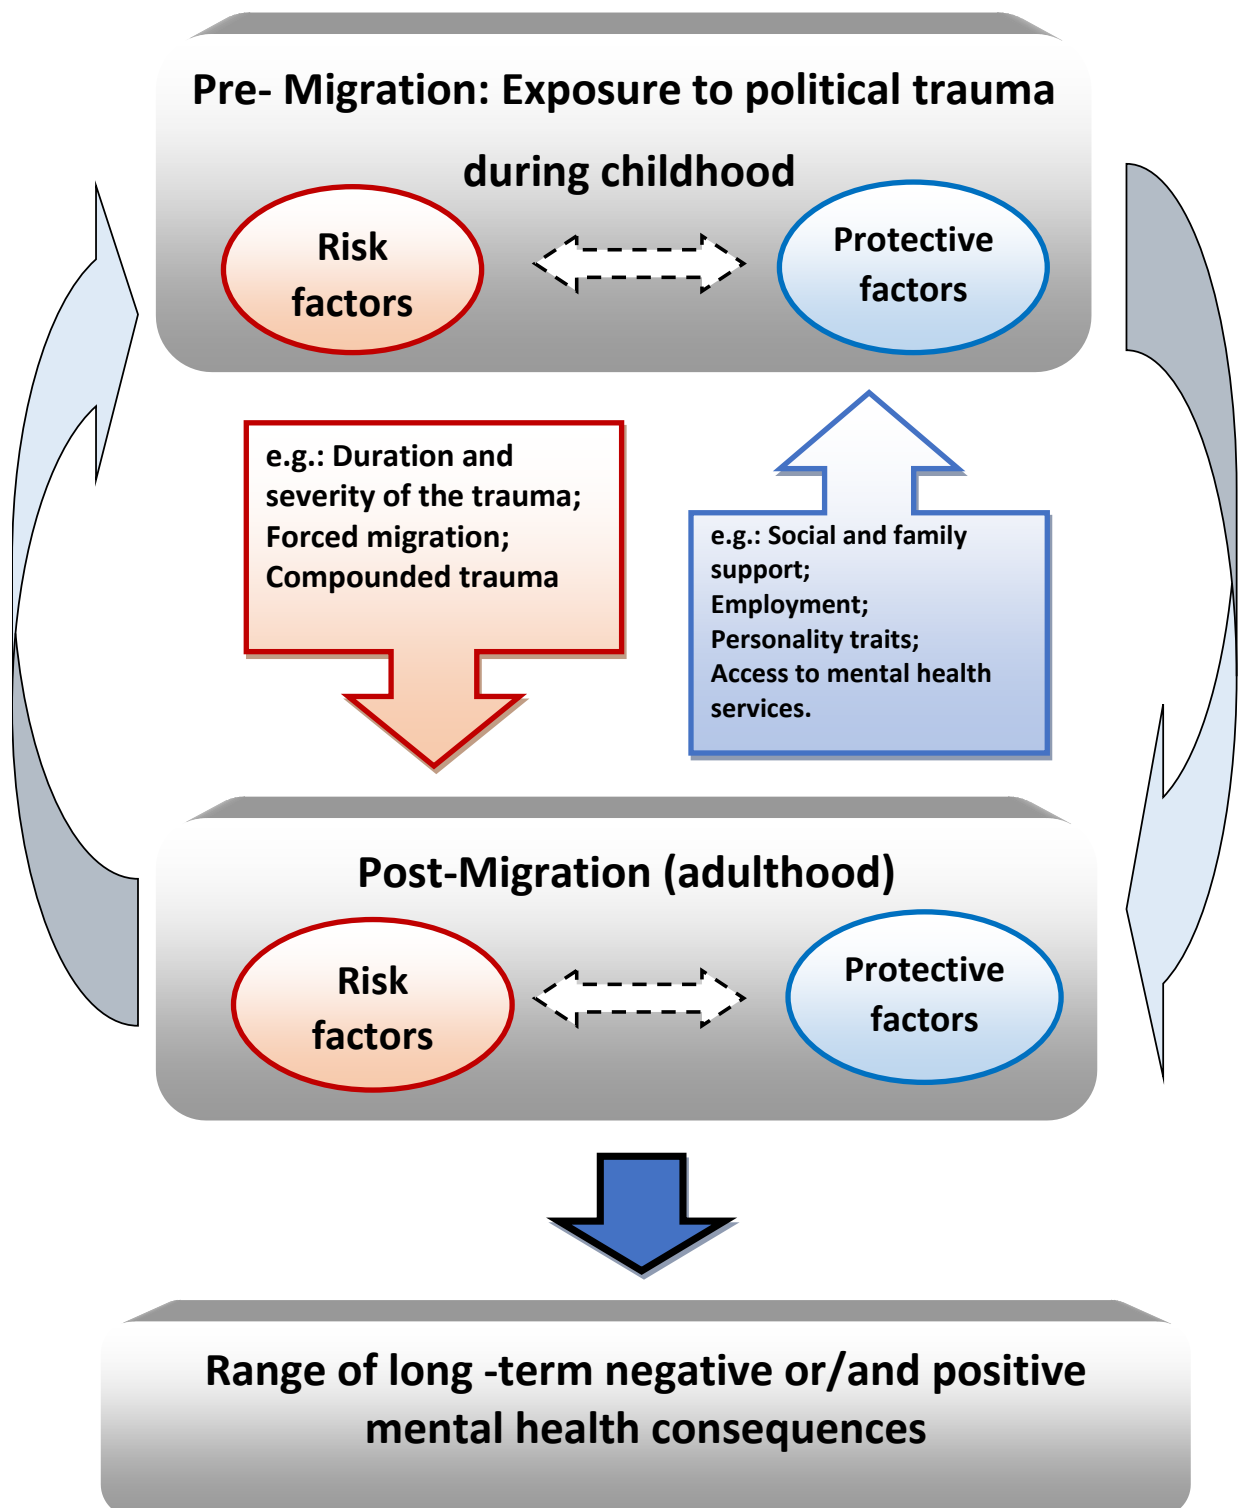 Pre- Migration: Exposure to political trauma
during childhood
Risk
factors
Protective
factors
e.g.: Duration and
severity of the trauma;
Forced migration;
Compounded trauma
e.g.: Social and family
support;
Employment;
Personality traits;
Access to mental health
services.
Post-Migration (adulthood)
Risk
factors
Protective
factors
Range of long -term negative or/and positive
mental health consequences